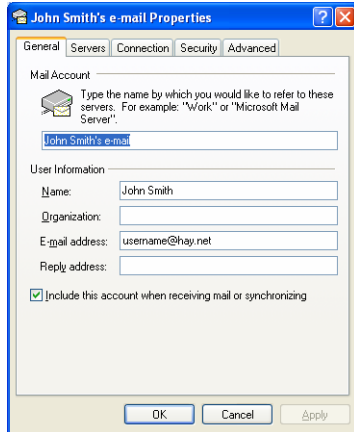 John Smith's e-mail Properties
General Servers Connection Security Advanced
Mail Account
Type the name by which you would like to refer to these
servers. For example: "Work" or "Microsoft Mail
Server".
John Smith's e-mail
User Information
Name: John Smith
Organization:
E-mail address: username@hay.net
Reply address:
Include this account when receiving mail or synchronizing
OK Cancel Apply